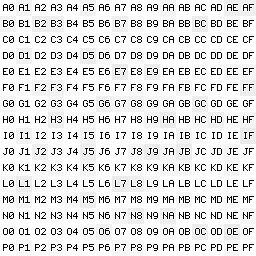 A0 A1 A2 A3 A4 A5 A6 A7 A8 A9 AA AB AC AD AE AF
B0 B1 B2 B3 B4 B5 B6 B7 B8 B9 BA BB BC BD BE BF
C0 C1 C2 C3 C4 C5 C6 C7 C8 C9 CA CB CC CD CE CF
D0 D1 D2 D3 D4 D5 D6 D7 D8 D9 DA DB DC DD DE DF
E0 E1 E2 E3 E4 E5 E6 E7 E8 E9 EA EB EC ED EE EF
F0 F1 F2 F3 F4 F5 F6 F7 F8 F9 FA FB FC FD FE FF
G0 G1 G2 G3 G4 G5 G6 G7 G8 G9 GA GB GC GD GE GF
H0 H1 H2 H3 H4 H5 H6 H7 H8 H9 HA HB HC HD HE HF
I0 I1 I2 I3 I4 I5 I6 I7 I8 I9 IA IB IC ID IE IF
J0 J1 J2 J3 J4 J5 J6 J7 J8 J9 JA JB JC JD JE JF
K0 K1 K2 K3 K4 K5 K6 K7 K8 K9 KA KB KC KD KE KF
L0 L1 L2 L3 L4 L5 L6 L7 L8 L9 LA LB LC LD LE LF
M0 M1 M2 M3 M4 M5 M6 M7 M8 M9 MA MB MC MD ME MF
N0 N1 N2 N3 N4 N5 N6 N7 N8 N9 NA NB NC ND NE NF
O0 O1 O2 O3 O4 O5 O6 O7 O8 O9 OA OB OC OD OE OF
P0 P1 P2 P3 P4 P5 P6 P7 P8 P9 PA PB PC PD PE PF